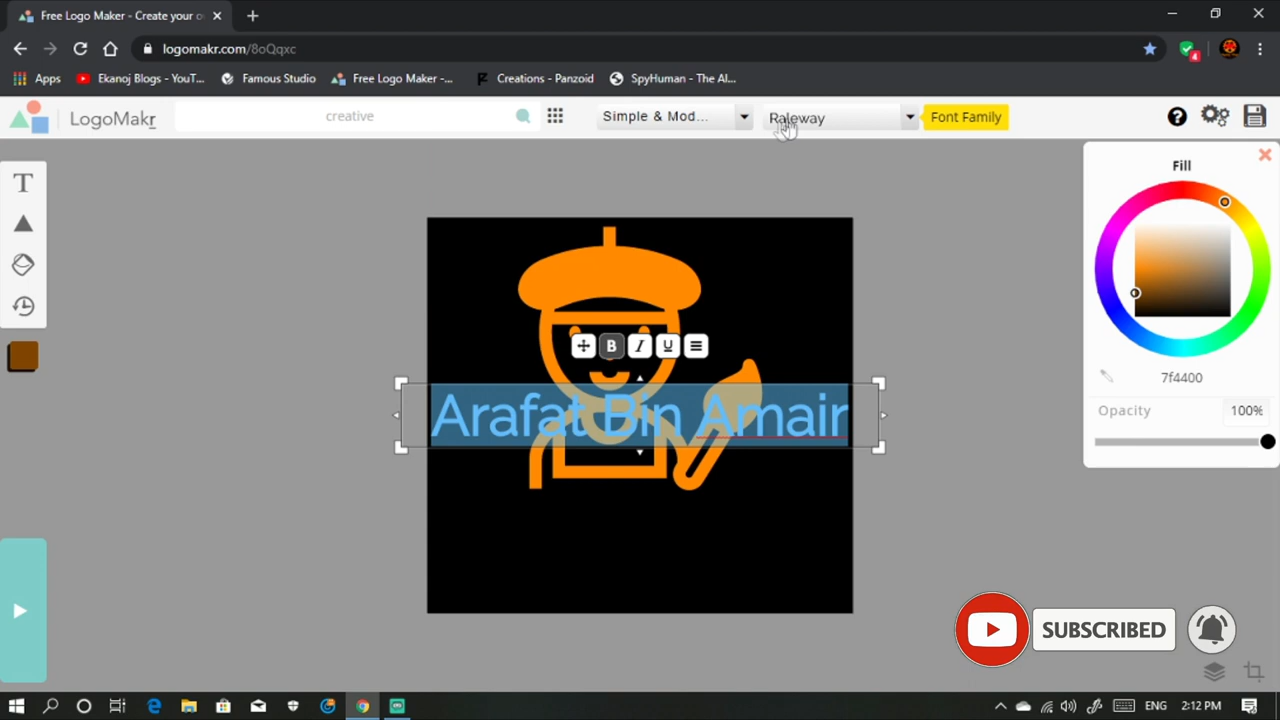 Free Logo Maker - Create your o
logomakr.com/8oQqxc
4
Apps
Ekanoj Blogs - YouT...
Famous Studio
Free Logo Maker -...
Creations - Panzoid
SpyHuman - The Al...
LogoMakr
creative
Simple & Mod...
Raleway
Font Family
?
T
Fill
B I U
Arafat Bin Amair
7f4400
Opacity 100%
SUBSCRIBED
ENG 2:12 PM